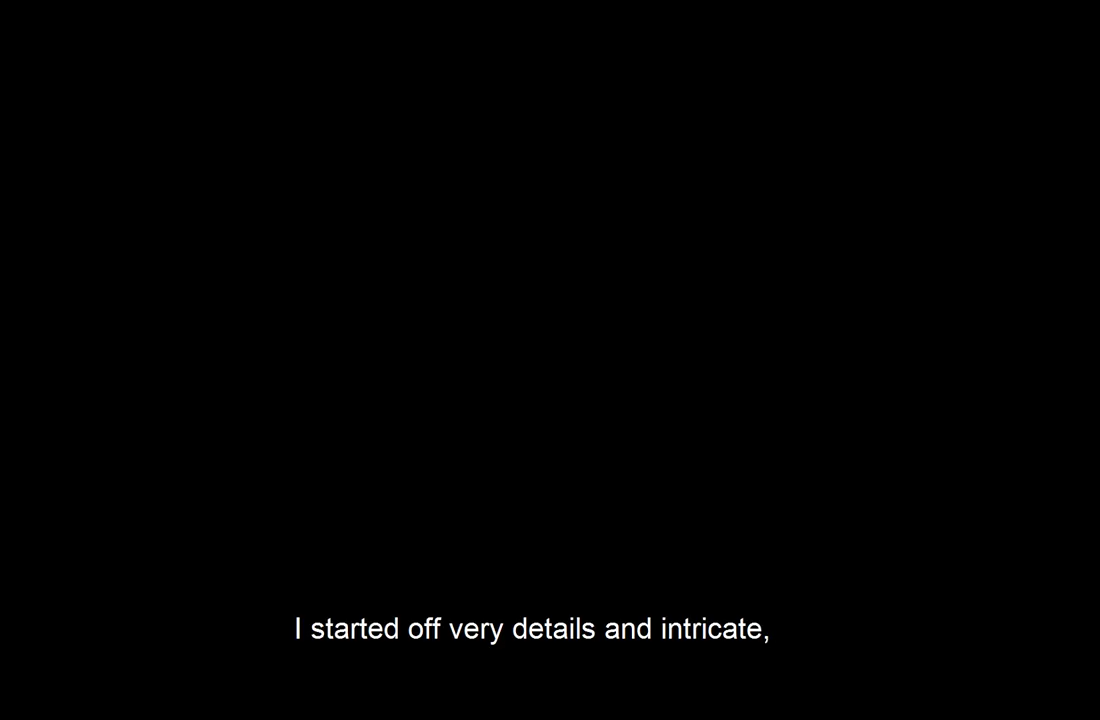 I started off very details and intricate,